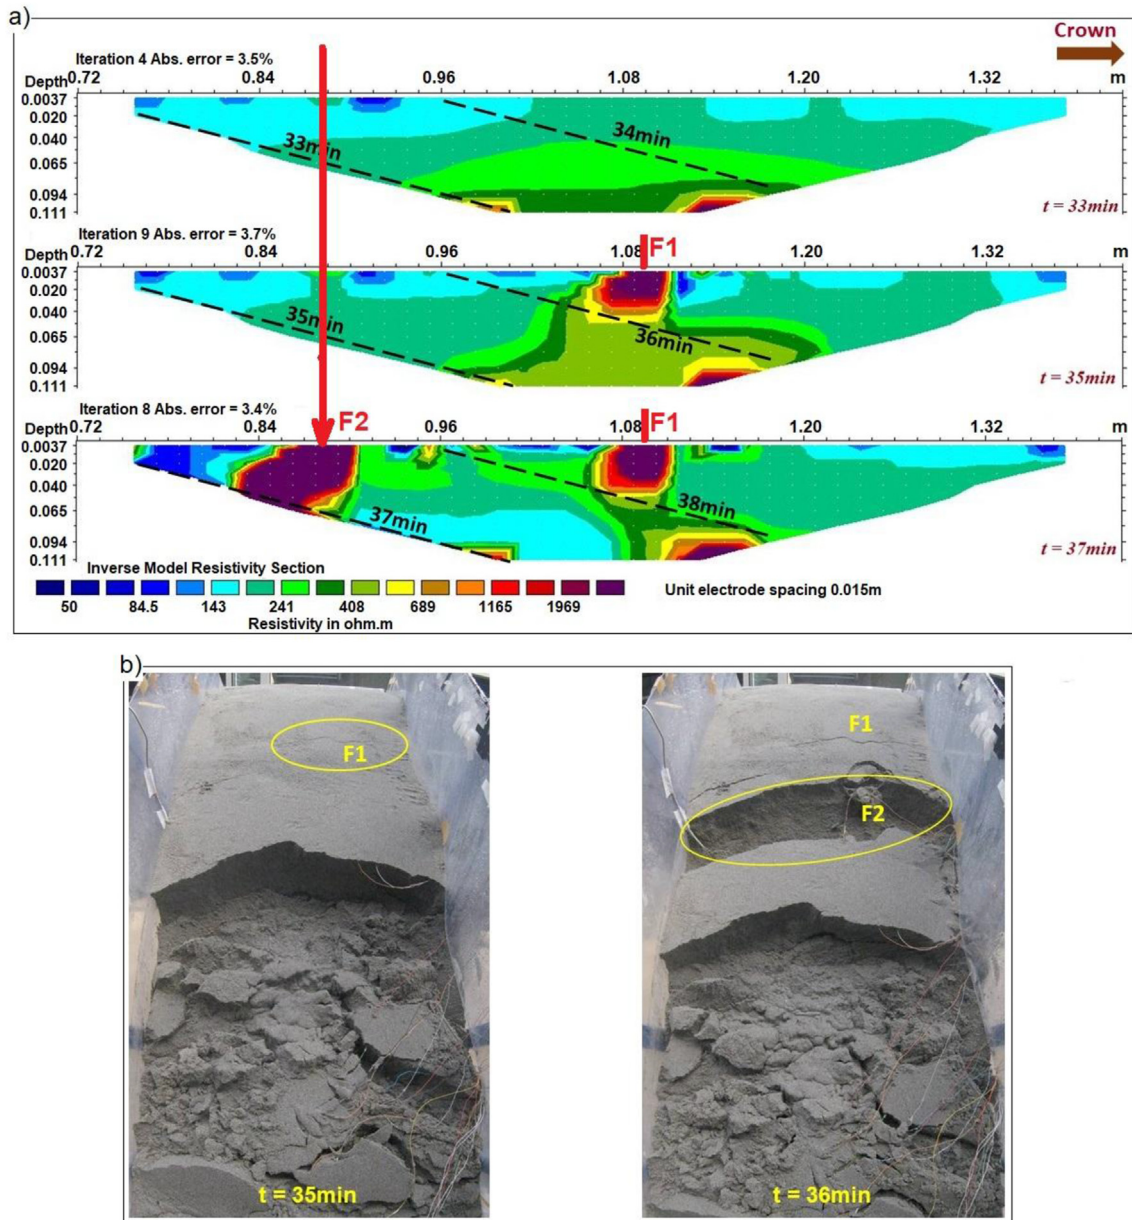 a)
Crown
Iteration 4 Abs. error = 3.5%
Depth 0.72 0.84 0.96 1.08 1.20 1.32 m
0.0037
0.020
0.040
0.065
0.094
0.111
33min
34min
t = 33min
Iteration 9 Abs. error = 3.7%
F1
Depth 0.72 0.84 0.96 1.08 1.20 1.32 m
0.0037
0.020
0.040
0.065
0.094
0.111
35min
36min
t = 35min
Iteration 8 Abs. error = 3.4%
F2
F1
Depth 0.72 0.84 0.96 1.08 1.20 1.32 m
0.0037
0.020
0.040
0.065
0.094
0.111
37min
38min
t = 37min
Inverse Model Resistivity Section
50 84.5 143 241 408 689 1165 1969
Resistivity in ohm.m
Unit electrode spacing 0.015m
b)
F1
t = 35min
F1
F2
t = 36min